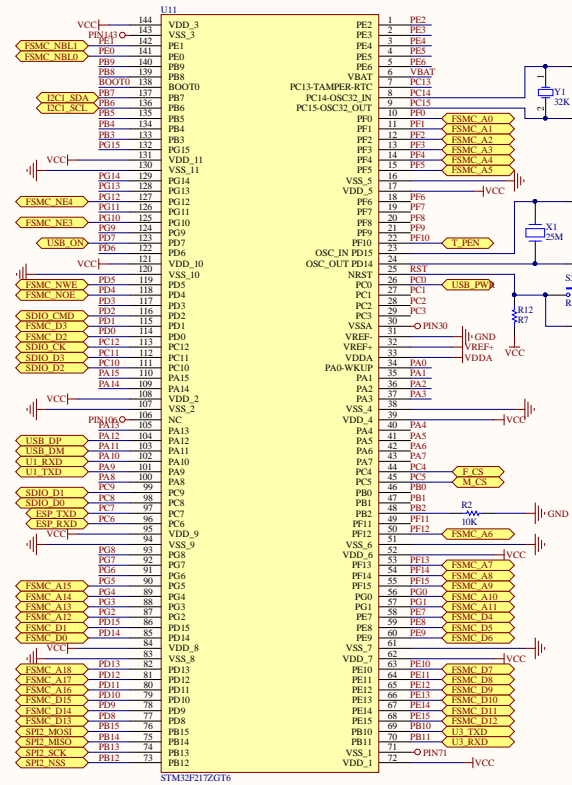 U11
VCC 144 VDD_3 PE2 1 PE2
PIN143 143 VSS_3 PE3 2 PE3
FSMC_NBL1 PE1 142 PE1 PE4 3 PE4
FSMC_NBL0 PE0 141 PE0 PE5 4 PE5
PB9 140 PB9 PE6 5 PE6
PB8 139 PB8 VBAT 6 VBAT
BOOT0 138 BOOT0 PC13-TAMPER-RTC 7 PC13
I2C1_SDA PB7 137 PB7 PC14-OSC32_IN 8 PC14 1 Y1
I2C1_SCL PB6 136 PB6 PC15-OSC32_OUT 9 PC15 2 32K
PB5 135 PB5 PF0 10 PF0 FSMC_A0
PB4 134 PB4 PF1 11 PF1 FSMC_A1
PB3 133 PB3 PF2 12 PF2 FSMC_A2
PG15 132 PG15 PF3 13 PF3 FSMC_A3
VCC 131 VDD_11 PF4 14 PF4 FSMC_A4
130 VSS_11 PF5 15 PF5 FSMC_A5
PG14 129 PG14 VSS_5 16
PG13 128 PG13 VDD_5 17 VCC
FSMC_NE4 PG12 127 PG12 PF6 18 PF6
PG11 126 PG11 PF7 19 PF7
FSMC_NE3 PG10 125 PG10 PF8 20 PF8 X1
PG9 124 PG9 PF9 21 PF9 25M
USB_ON PD7 123 PD7 PF10 22 PF10 T_PEN
PD6 122 PD6 OSC_IN PD15 23
VCC 121 VDD_10 OSC_OUT PD14 24
120 VSS_10 NRST 25 RST
FSMC_NWE PD5 119 PD5 PC0 26 PC0 USB_PWR
FSMC_NOE PD4 118 PD4 PC1 27 PC1
PD3 117 PD3 PC2 28 PC2
SDIO_CMD PD2 116 PD2 PC3 29 PC3 R12
FSMC_D3 PD1 115 PD1 VSSA 30 PIN30 R7
FSMC_D2 PD0 114 PD0 VREF- 31 GND
SDIO_CK PC12 113 PC12 VREF+ 32 VREF+ VCC
SDIO_D3 PC11 112 PC11 VDDA 33 VDDA
SDIO_D2 PC10 111 PC10 PA0-WKUP 34 PA0
PA15 110 PA15 PA1 35 PA1
PA14 109 PA14 PA2 36 PA2
VCC 108 VDD_2 PA3 37 PA3
107 VSS_2 VSS_4 38
PIN106 106 NC VDD_4 39 VCC
PA13 105 PA13 PA4 40 PA4
USB_DP PA12 104 PA12 PA5 41 PA5
USB_DM PA11 103 PA11 PA6 42 PA6
U1_RXD PA10 102 PA10 PA7 43 PA7
U1_TXD PA9 101 PA9 PC4 44 PC4 F_CS
PA8 100 PA8 PC5 45 PC5 M_CS
SDIO_D1 PC9 99 PC9 PB0 46 PB0
SDIO_D0 PC8 98 PC8 PB1 47 PB1
ESP_TXD PC7 97 PC7 PB2 48 PB2 R2 GND
ESP_RXD PC6 96 PC6 PF11 49 PF11 10K
VCC 95 VDD_9 PF12 50 PF12 FSMC_A6
94 VSS_9 VSS_6 51
PG8 93 PG8 VDD_6 52 VCC
PG7 92 PG7 PF13 53 PF13 FSMC_A7
PG6 91 PG6 PF14 54 PF14 FSMC_A8
FSMC_A15 PG5 90 PG5 PF15 55 PF15 FSMC_A9
FSMC_A14 PG4 89 PG4 PG0 56 PG0 FSMC_A10
FSMC_A13 PG3 88 PG3 PG1 57 PG1 FSMC_A11
FSMC_A12 PG2 87 PG2 PE7 58 PE7 FSMC_D4
FSMC_D1 PD15 86 PD15 PE8 59 PE8 FSMC_D5
FSMC_D0 PD14 85 PD14 PE9 60 PE9 FSMC_D6
VCC 84 VDD_8 VSS_7 61
83 VSS_8 VDD_7 62 VCC
FSMC_A18 PD13 82 PD13 PE10 63 PE10 FSMC_D7
FSMC_A17 PD12 81 PD12 PE11 64 PE11 FSMC_D8
FSMC_A16 PD11 80 PD11 PE12 65 PE12 FSMC_D9
FSMC_D15 PD10 79 PD10 PE13 66 PE13 FSMC_D10
FSMC_D14 PD9 78 PD9 PE14 67 PE14 FSMC_D11
FSMC_D13 PD8 77 PD8 PE15 68 PE15 FSMC_D12
SPI2_MOSI PB15 76 PB15 PB10 69 PB10 U3_TXD
SPI2_MISO PB14 75 PB14 PB11 70 PB11 U3_RXD
SPI2_SCK PB13 74 PB13 VSS_1 71 PIN71
SPI2_NSS PB12 73 PB12 VDD_1 72 VCC
STM32F217ZGT6